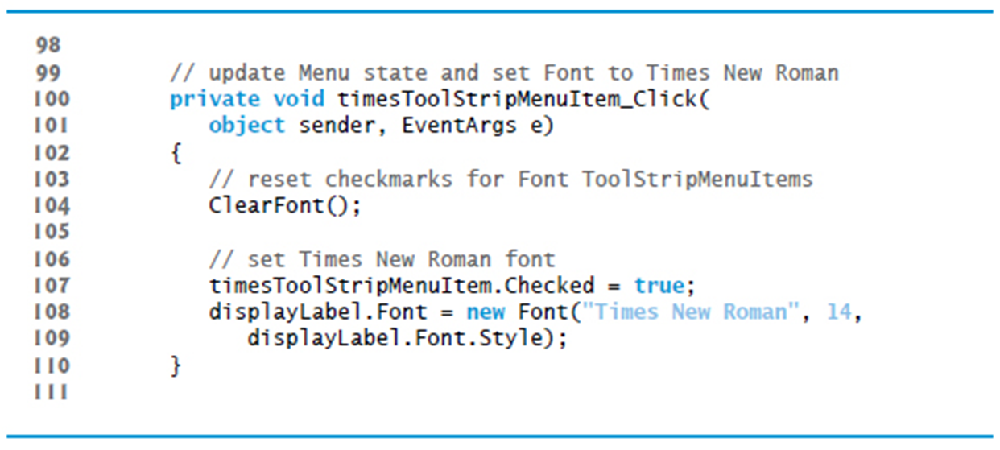 98
99 // update Menu state and set Font to Times New Roman
100 private void timesToolStripMenuItem_Click(
101 object sender, EventArgs e)
102 {
103 // reset checkmarks for Font ToolStripMenuItems
104 ClearFont();
105
106 // set Times New Roman font
107 timesToolStripMenuItem.Checked = true;
108 displayLabel.Font = new Font("Times New Roman", 14,
109 displayLabel.Font.Style);
110 }
111